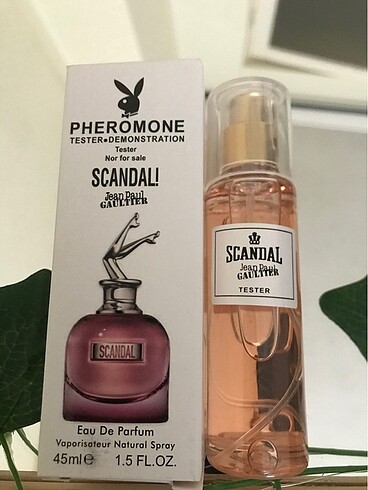 PHEROMONE
TESTER●DEMONSTRATION
Tester
Nor for sale
SCANDAL!
Jean Paul
GAULTIER
SCANDAL
Eau De Parfum
Vaporisateur Natural Spray
45ml℮ 1.5 FL.OZ.
SCANDAL
Jean Paul
GAULTIER
TESTER